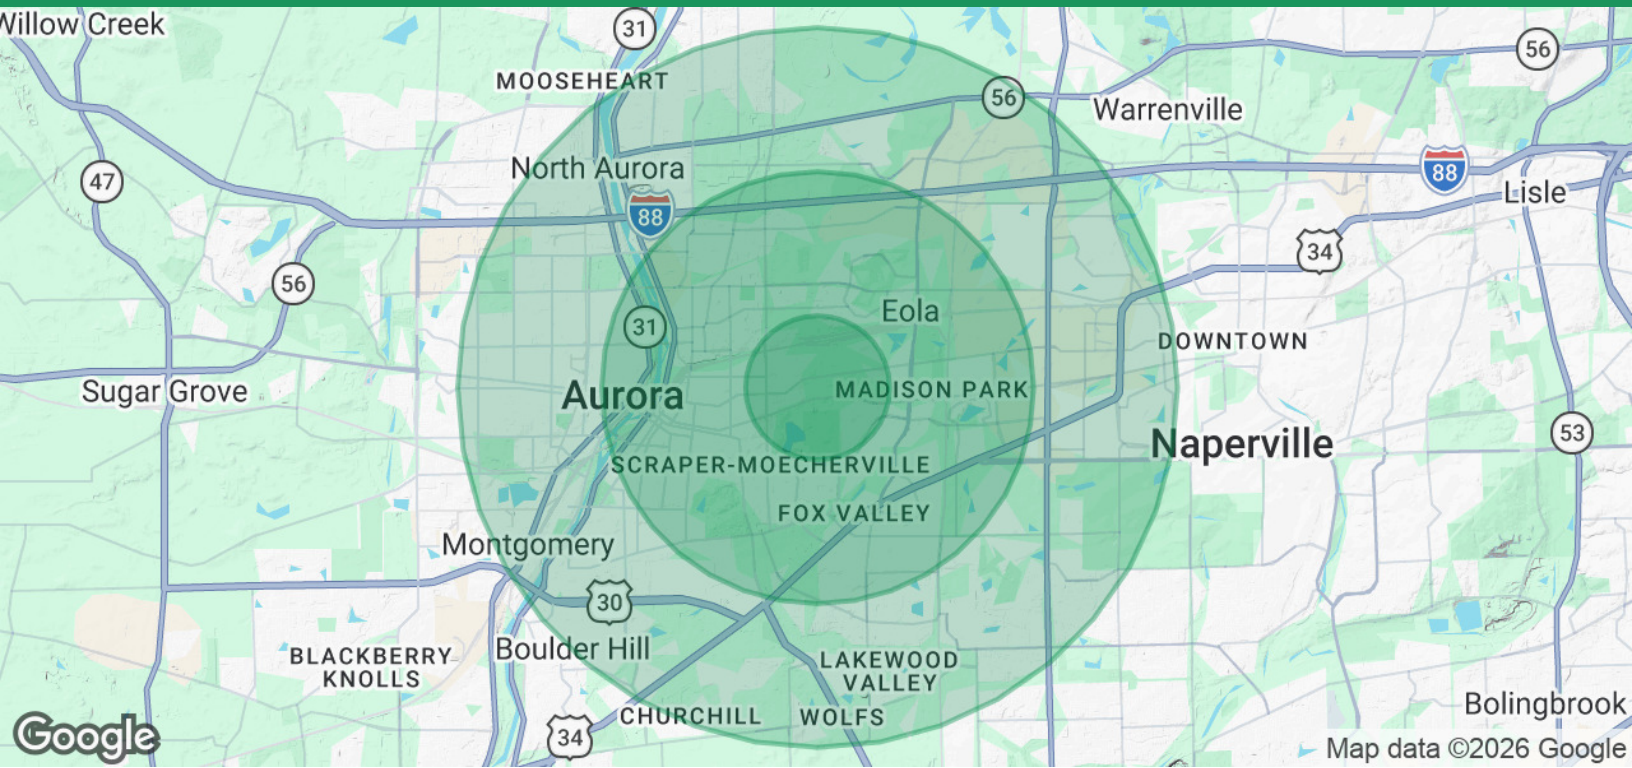 Willow Creek
31
56
MOOSEHEART
56
Warrenville
North Aurora
88
47
Lisle
88
34
56
Eola
31
DOWNTOWN
Sugar Grove
Aurora
MADISON PARK
53
Naperville
SCRAPER-MOECHERVILLE
FOX VALLEY
Montgomery
30
Boulder Hill
BLACKBERRY
KNOLLS
LAKEWOOD
VALLEY
Bolingbrook
CHURCHILL
WOLFS
34
Google
Map data ©2026 Google